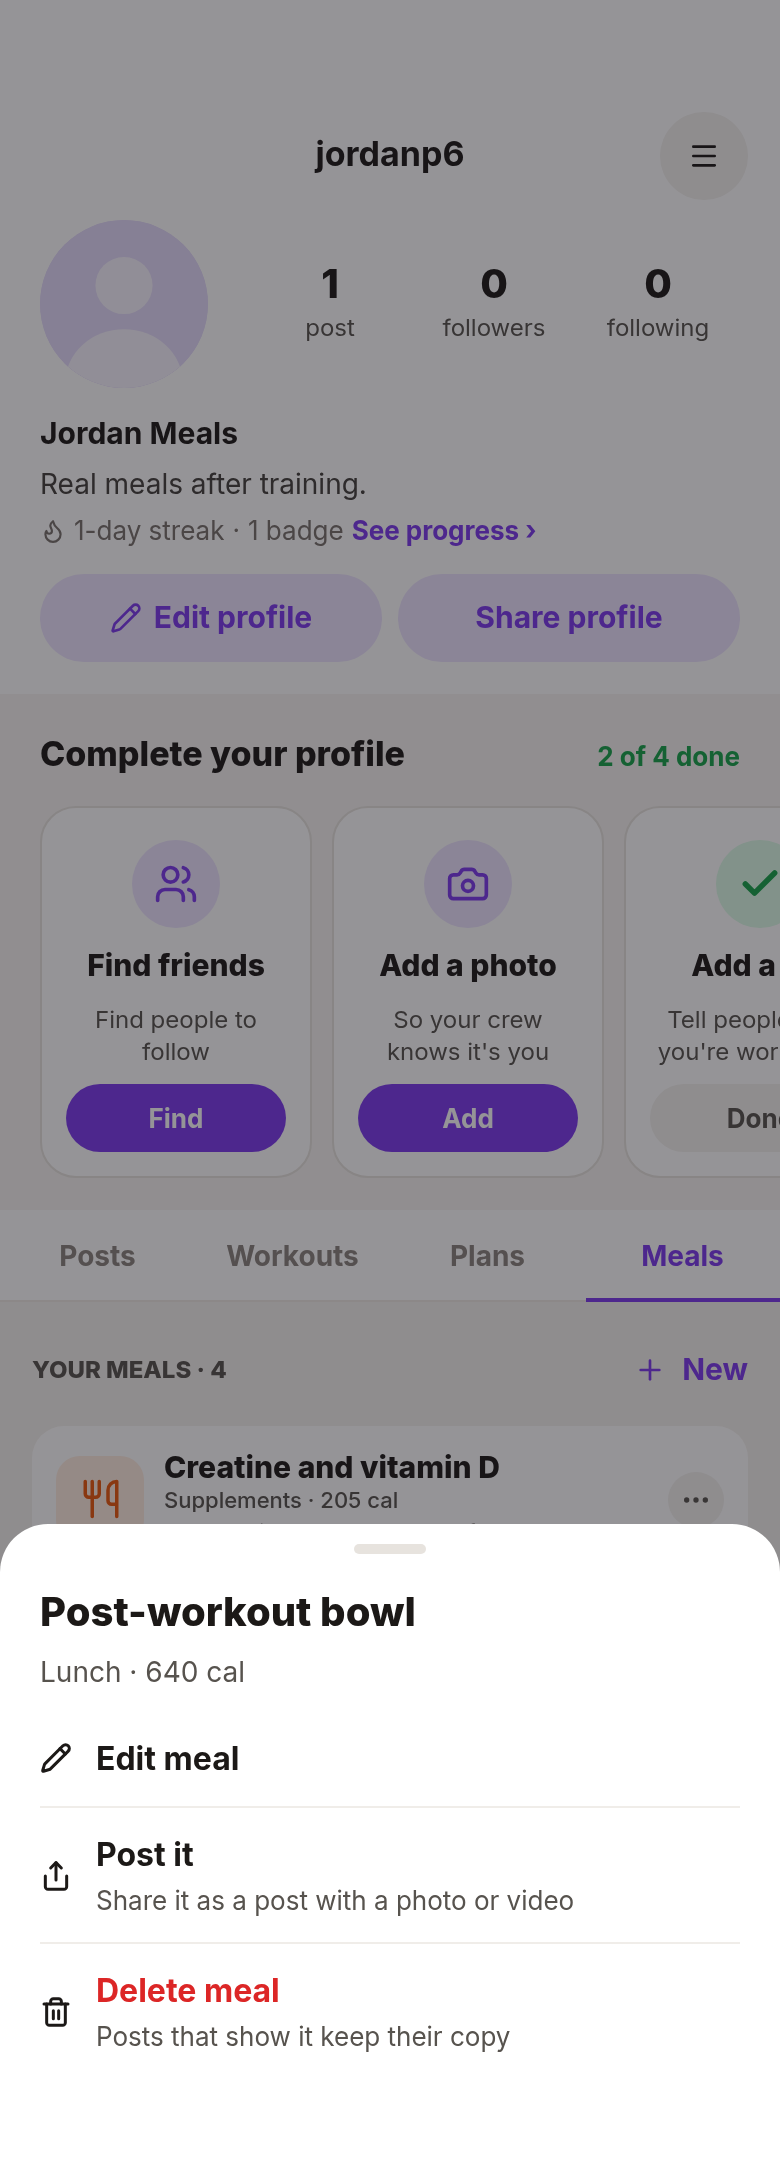 jordanp6
1
post
0
followers
0
following
Jordan Meals
Real meals after training.
1-day streak · 1 badge See progress ›
Edit profile
Share profile
Complete your profile
2 of 4 done
Find friends
Find people to
follow
Find
Add a photo
So your crew
knows it's you
Add
Add a
Tell
you're
Posts
Workouts
Plans
Meals
YOUR MEALS · 4
New
Creatine and vitamin D
Supplements · 205 cal
Post-workout bowl
Lunch · 640 cal
Edit meal
Post it
Share it as a post with a photo or video
Delete meal
Posts that show it keep their copy